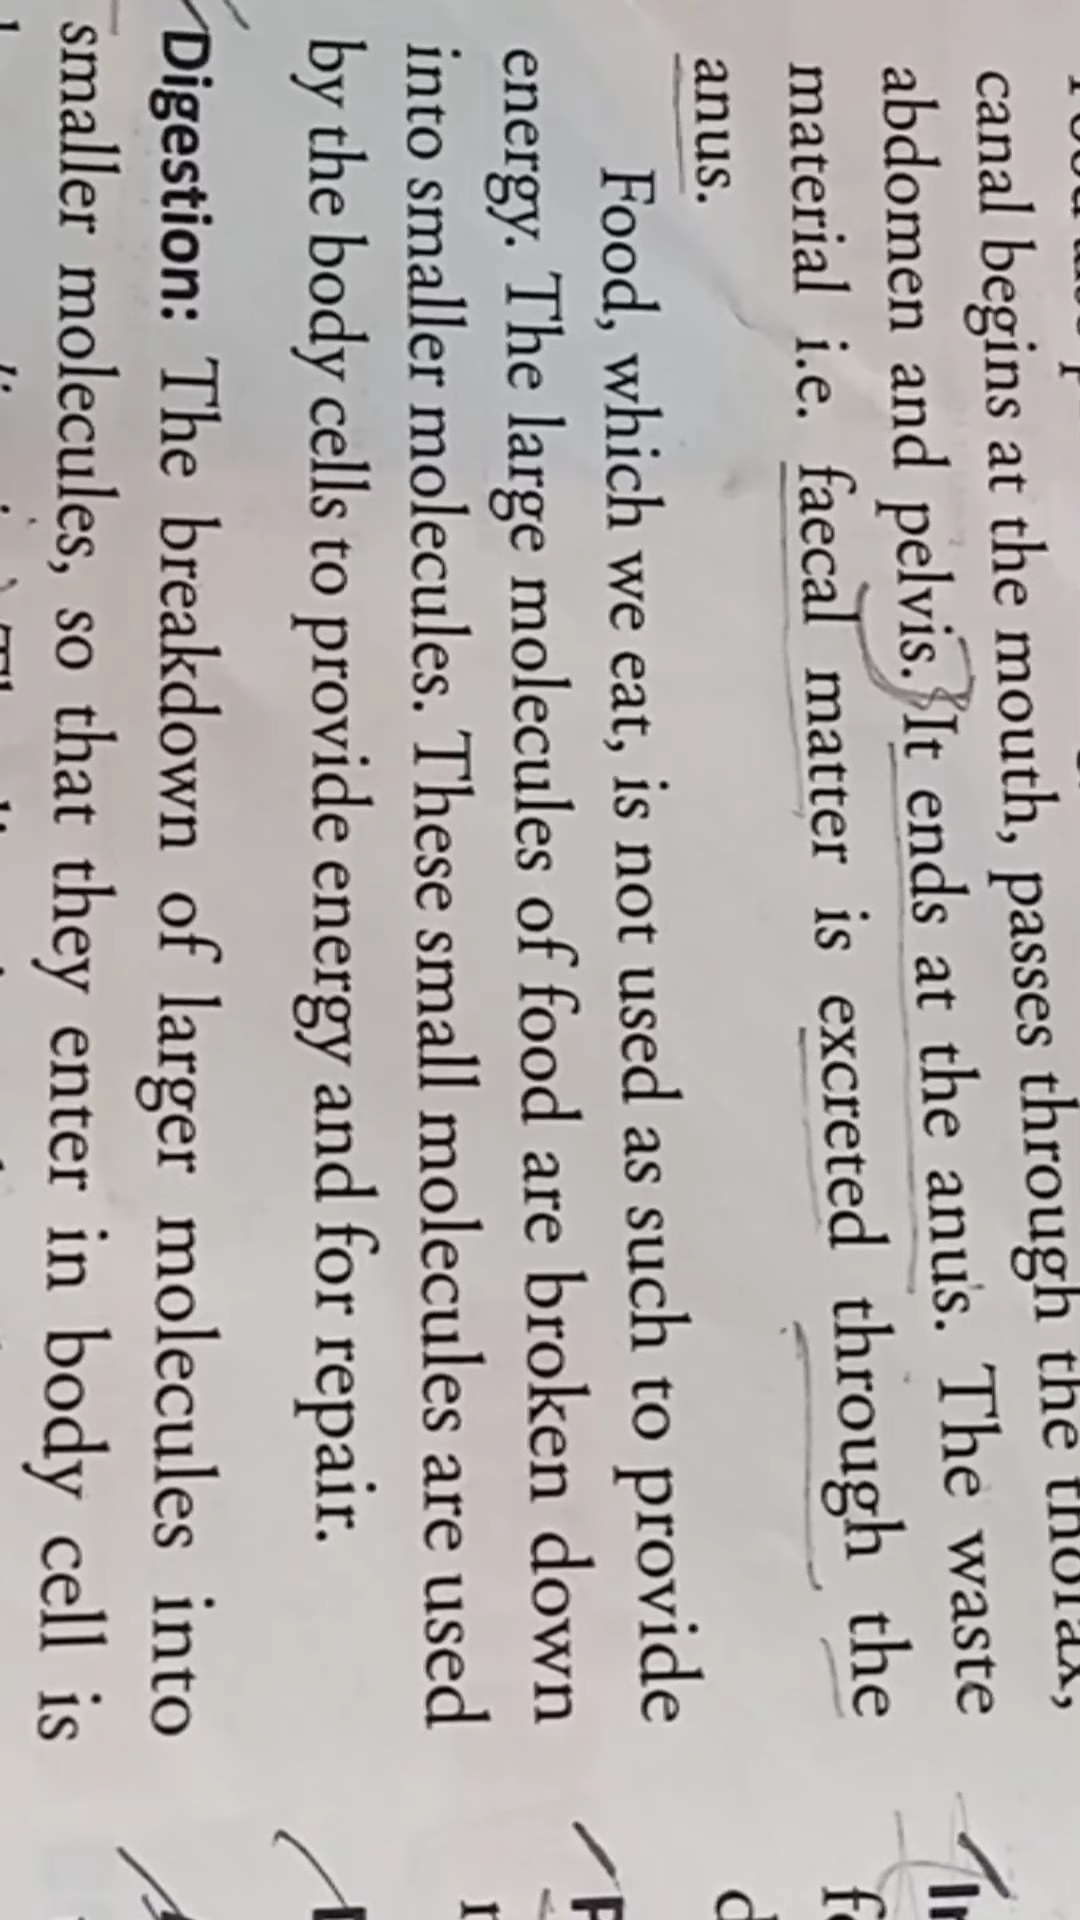 canal begins at the mouth, passes through the thorax,
abdomen and pelvis. It ends at the anus. The waste
material i.e. faecal matter is excreted through the
anus.
Food, which we eat, is not used as such to provide
energy. The large molecules of food are broken down
into smaller molecules. These small molecules are used
by the body cells to provide energy and for repair.
Digestion: The breakdown of larger molecules into
smaller molecules, so that they enter in body cell is